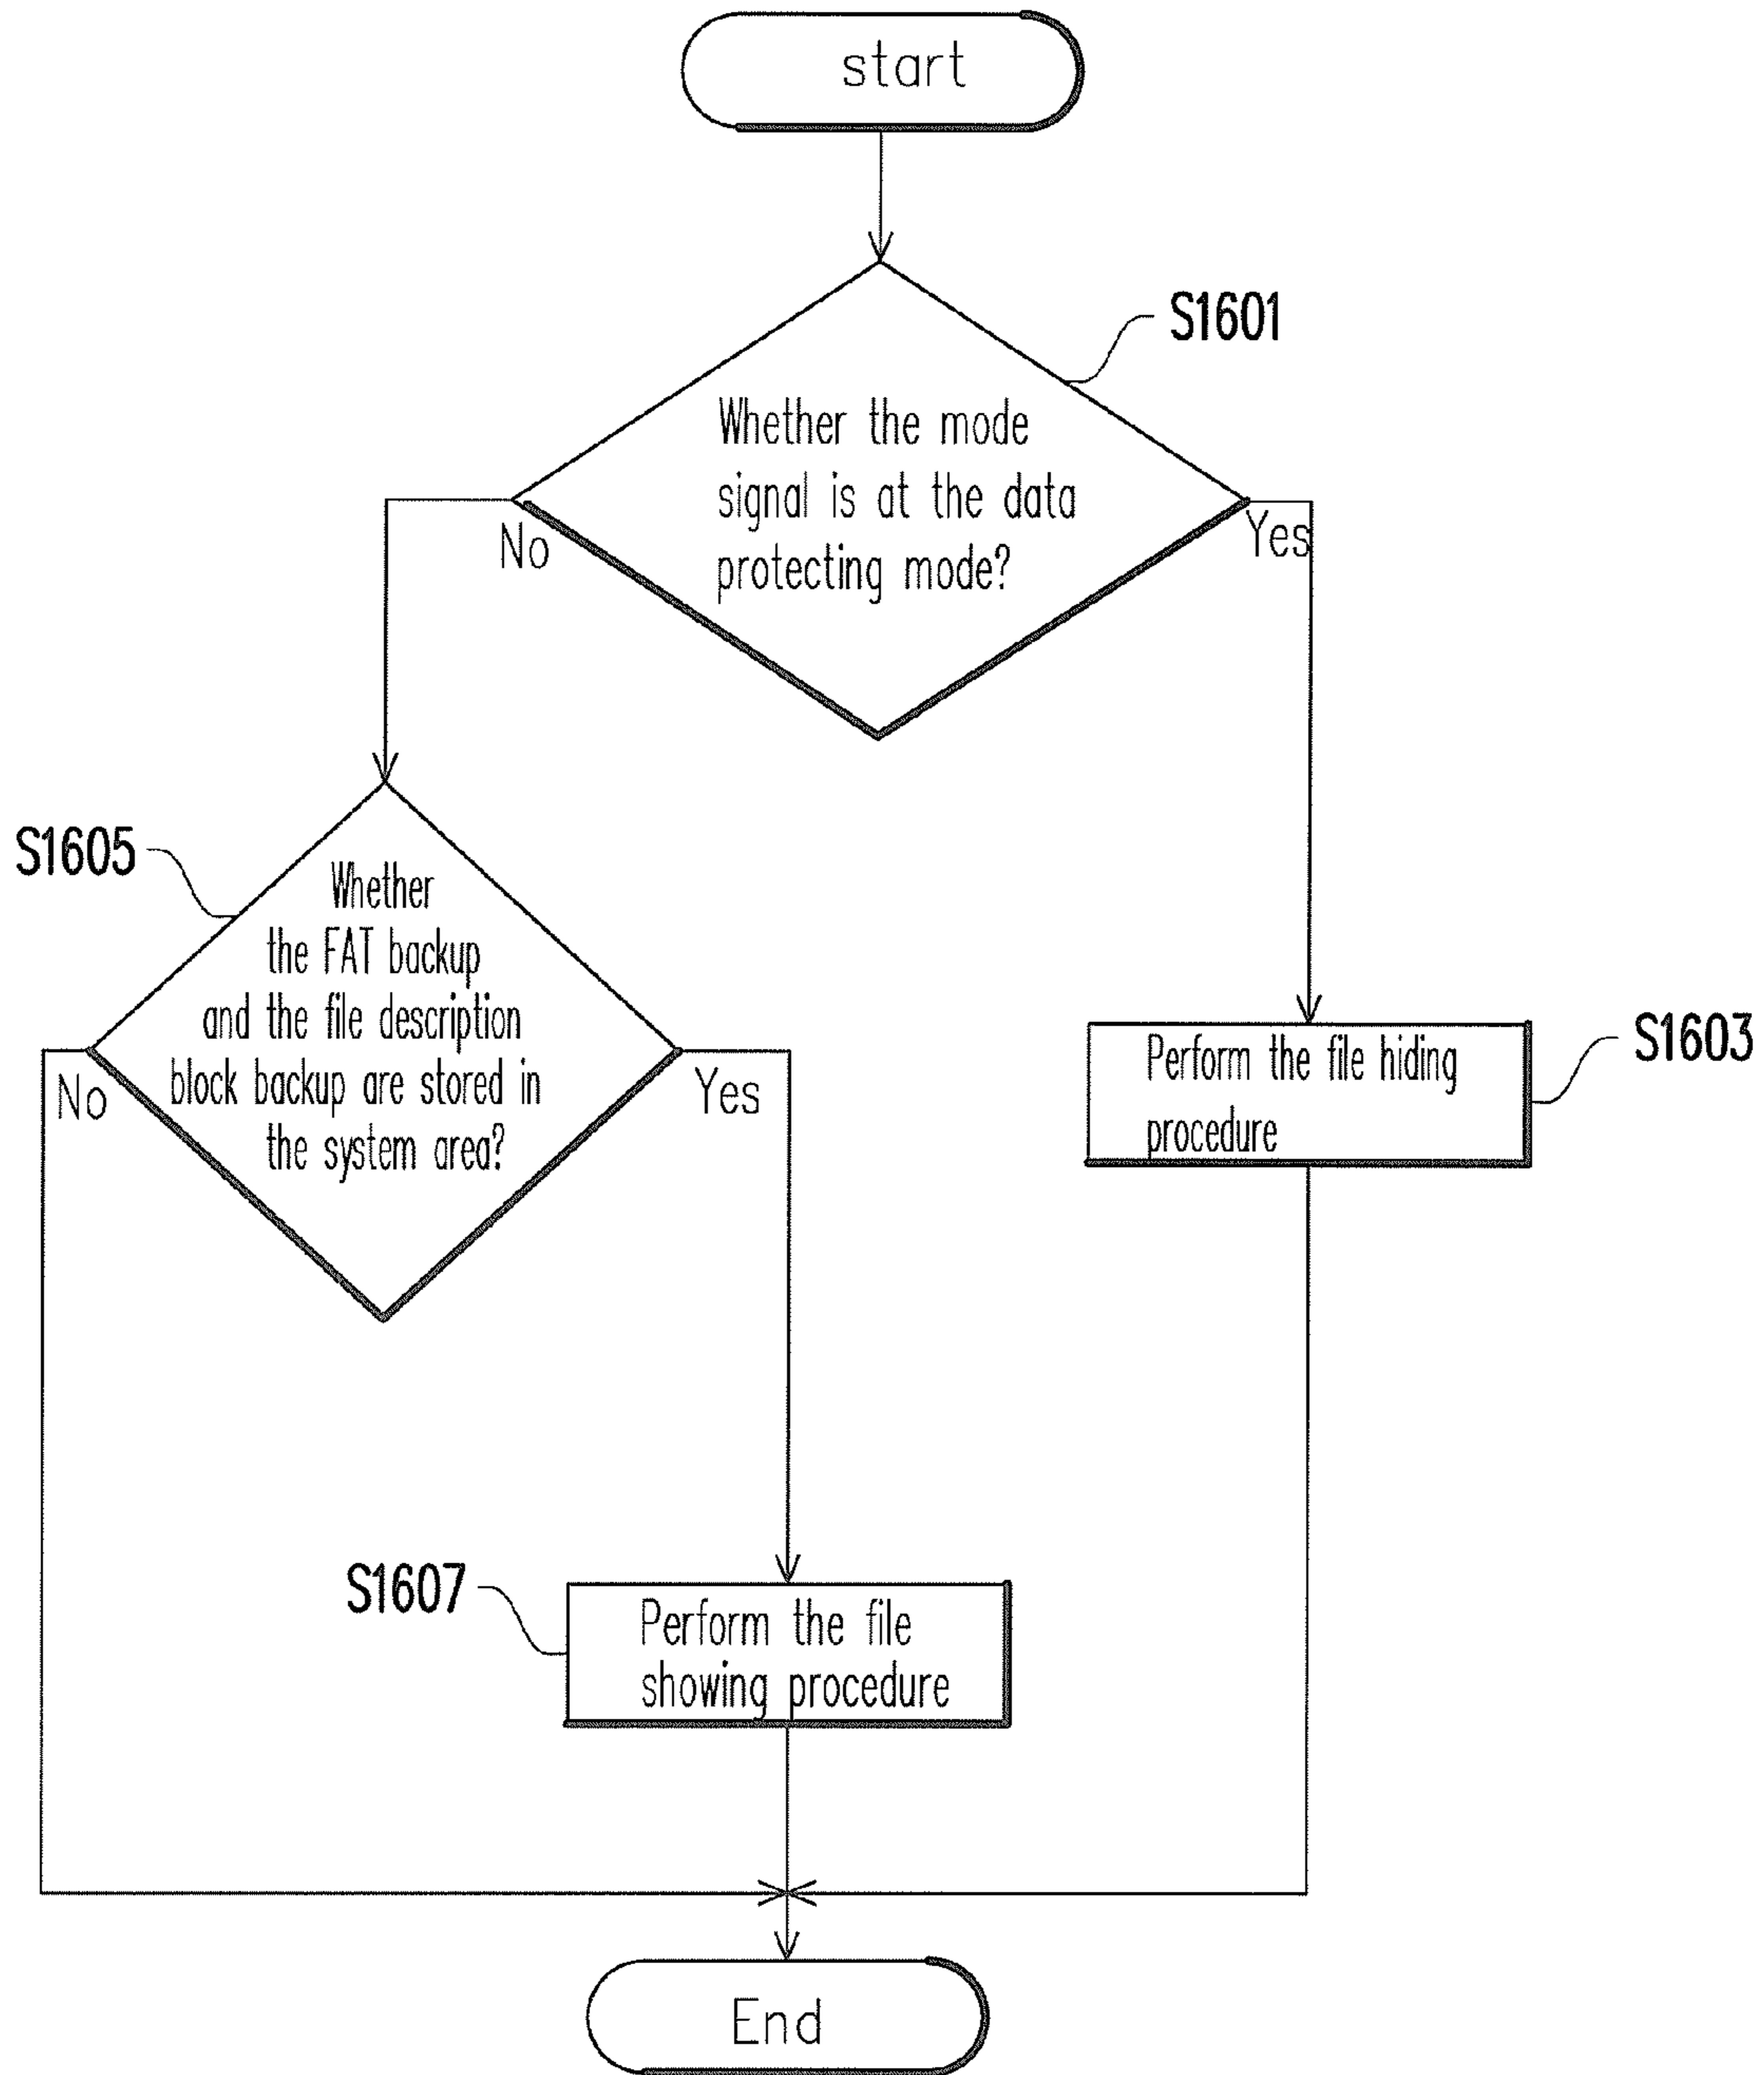 start
S1601
Whether the mode
signal is at the data
protecting mode?
No
Yes
S1605
Whether
the FAT backup
and the file description
block backup are stored in
the system area?
No
Yes
Perform the file hiding
procedure
S1603
S1607
Perform the file
showing procedure
End